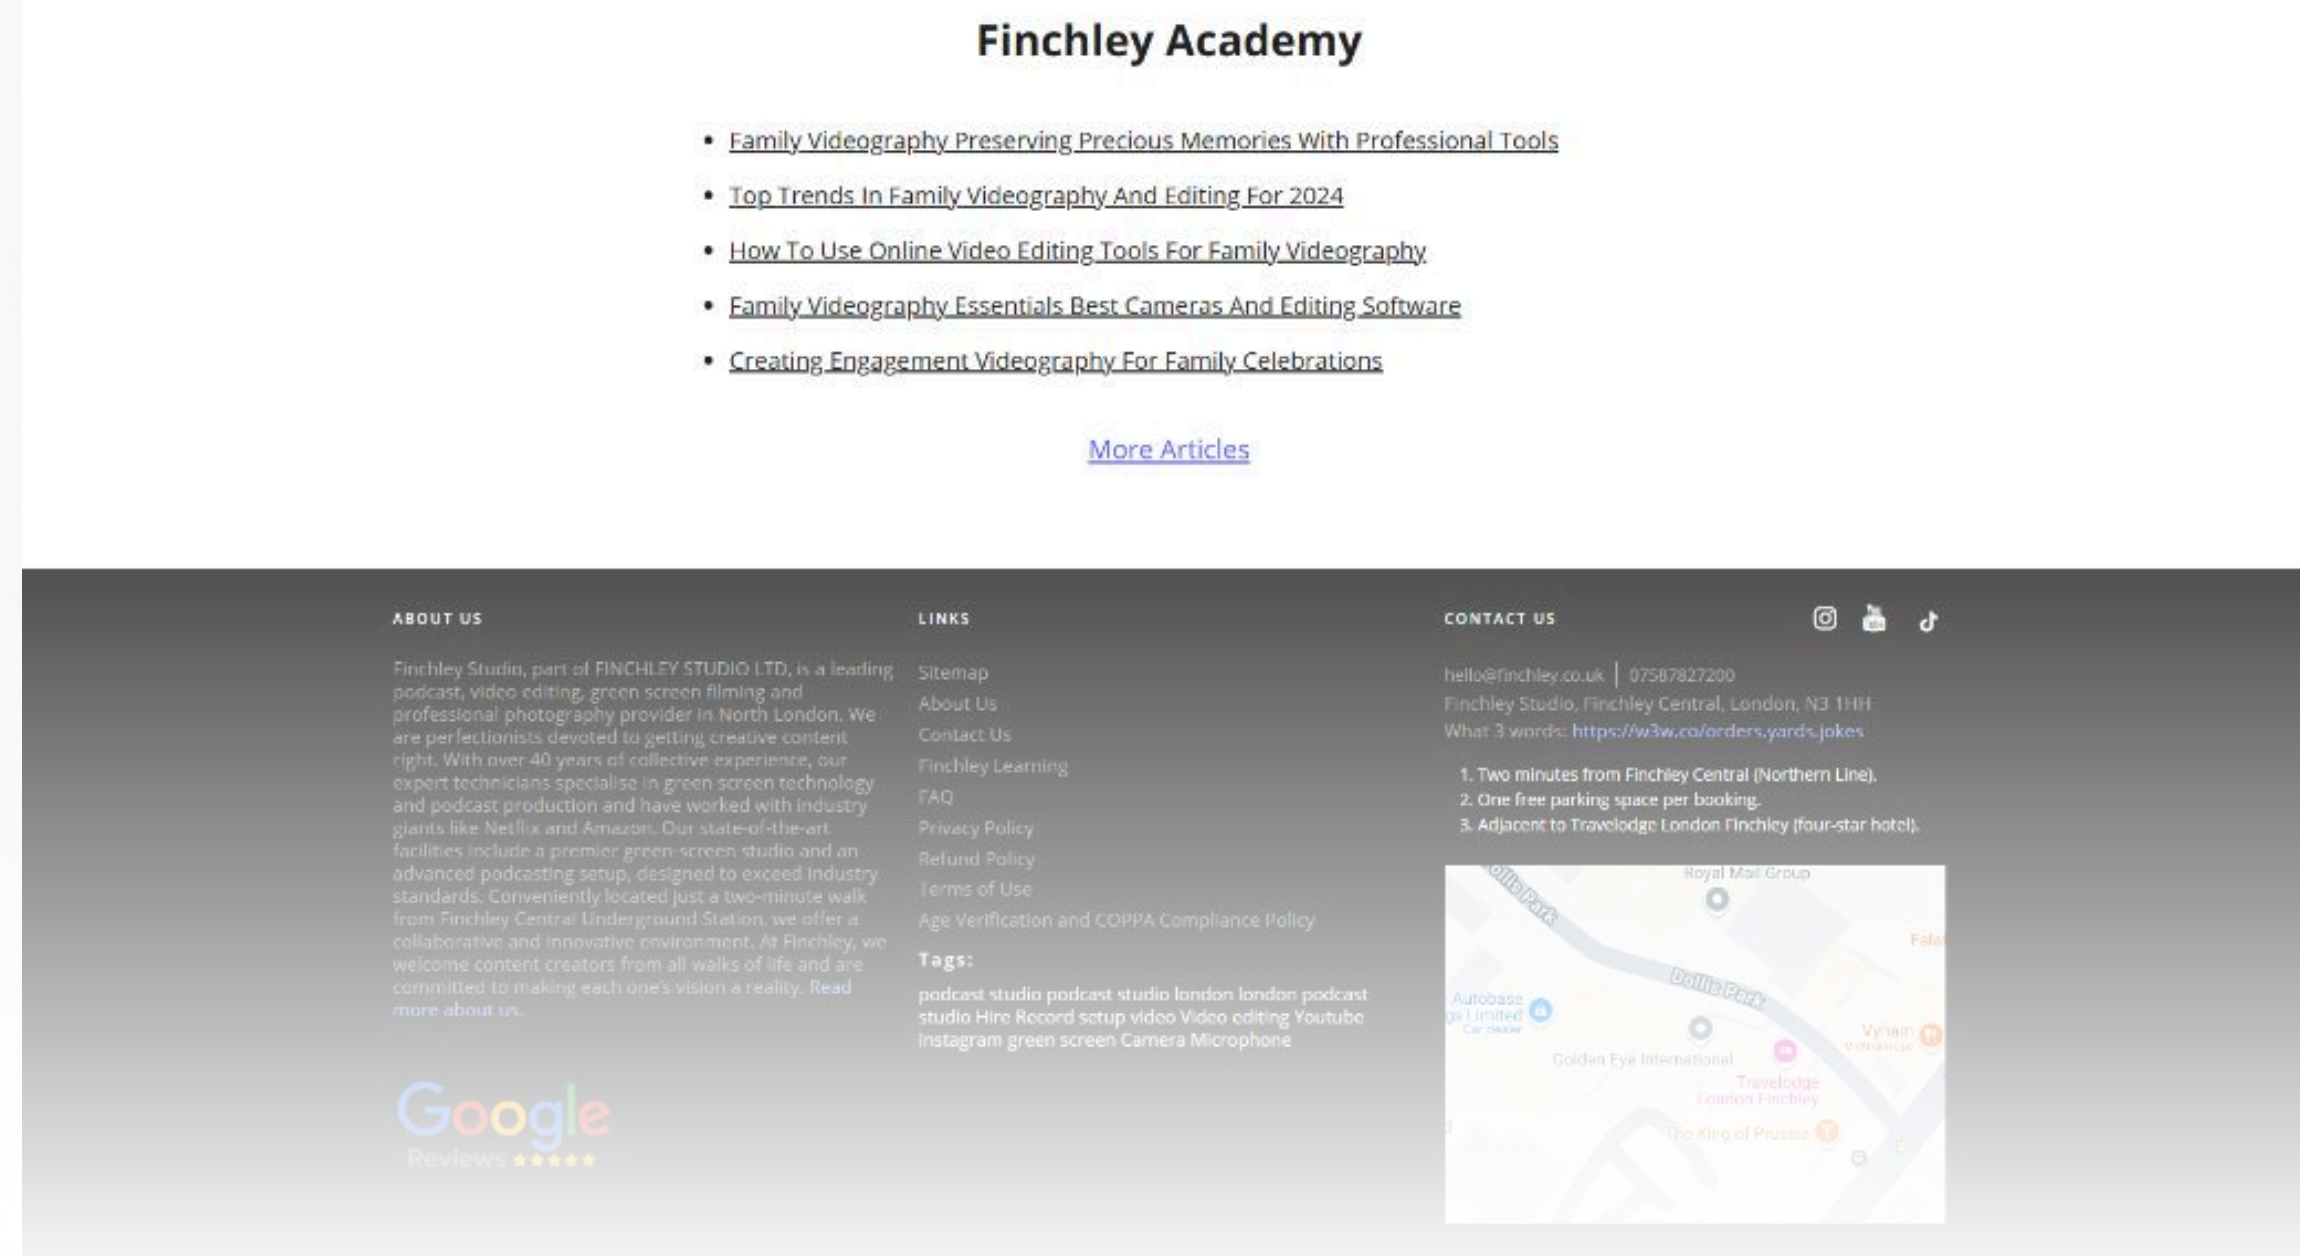 Finchley Academy
Family Videography Preserving Precious Memories With Professional Tools
Top Trends In Family Videography And Editing For 2024
How To Use Online Video Editing Tools For Family Videography
Family Videography Essentials Best Cameras And Editing Software
Creating Engagement Videography For Family Celebrations
More Articles
ABOUT US
Finchley Studio, part of FINCHLEY STUDIO LTD, is a leading
podcast, video editing, green screen filming and
professional photography provider in North London. We
are perfectionists devoted to getting creative content
right. With over 40 years of collective experience, our
expert technicians specialise in green screen technology
and podcast production and have worked with industry
giants like Netflix and Amazon. Our state-of-the-art
facilities include a premier green-screen studio and an
advanced podcasting setup, designed to exceed industry
standards. Conveniently located just a two-minute walk
from Finchley Central Underground Station, we offer a
collaborative and innovative environment. At Finchley, we
welcome content creators from all walks of life and are
committed to making each one's vision a reality. Read
more about us.
Google
Reviews
LINKS
Sitemap
About Us
Contact Us
Finchley Learning
FAQ
Privacy Policy
Refund Policy
Terms of Use
Age Verification and COPPA Compliance Policy
Tags:
podcast studio podcast studio london london podcast
studio Hire Record setup video Video editing Youtube
instagram green screen Camera Microphone
CONTACT US
hello@finchley.co.uk | 07587827200
Finchley Studio, Finchley Central, London, N3 1HH
What 3 words: https://w3w.co/orders.yards.jokes
1. Two minutes from Finchley Central (Northern Line).
2. One free parking space per booking.
3. Adjacent to Travelodge London Finchley (four-star hotel).
Royal Mail Group
ollis Park
Falaf
Dollis Park
Autobase
gs Limited
Car dealer
Vynam
Vietnamese
Golden Eye International
Travelodge
London Finchley
The King of Prussia